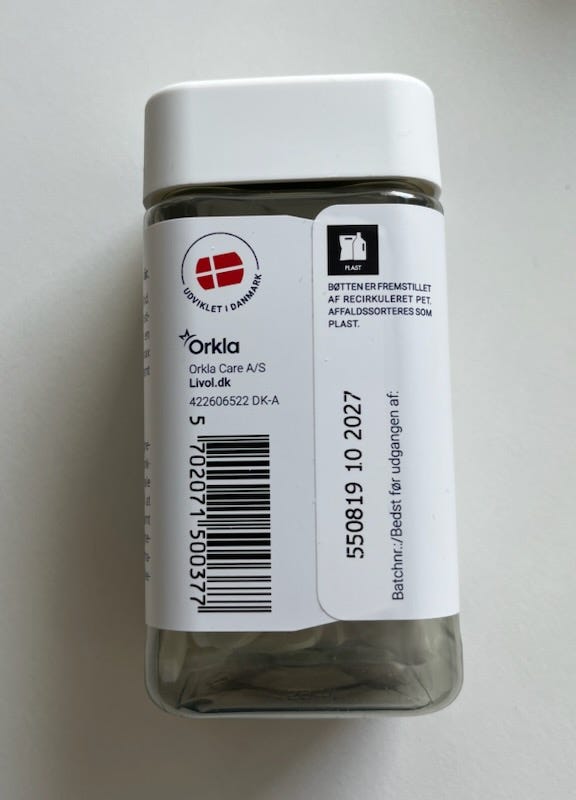 UDVIKLET I DANMARK
Orkla
Orkla Care A/S
Livol.dk
422606522 DK-A
5 702071 500377
PLAST
BØTTEN ER FREMSTILLET
AF RECIRKULERET PET.
AFFALDSSORTERES SOM
PLAST.
550819 10 2027
Batchnr.:/Bedst før udgangen af: